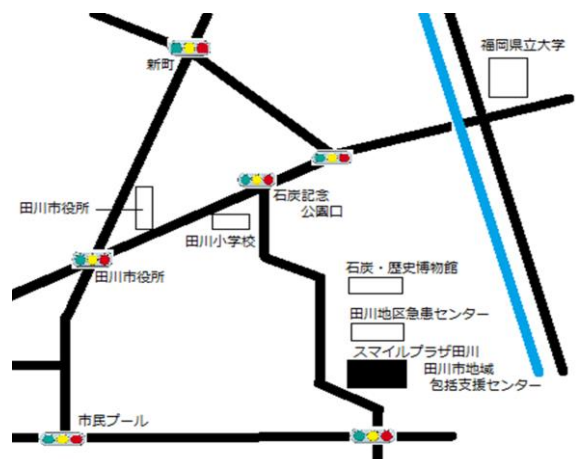 福岡県立大学
新町
石炭記念
公園口
田川市役所
田川小学校
田川市役所
石炭・歴史博物館
田川地区急患センター
スマイルプラザ田川
田川市地域
包括支援センター
市民プール